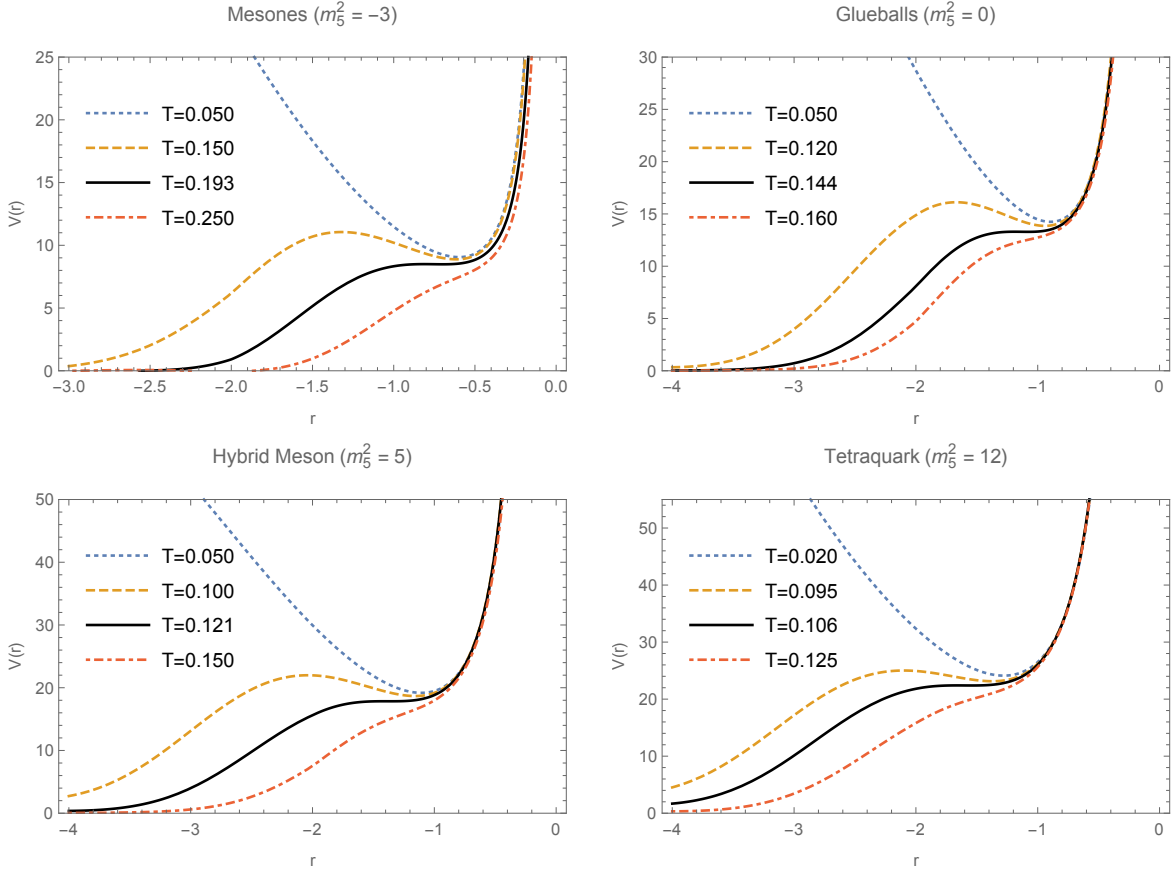 Mesones (m₅² = −3)
25
20
15
10
5
0
V(r)
T=0.050
T=0.150
T=0.193
T=0.250
−3.0 −2.5 −2.0 −1.5 −1.0 −0.5 0.0
r
Glueballs (m₅² = 0)
30
25
20
15
10
5
0
V(r)
T=0.050
T=0.120
T=0.144
T=0.160
−4 −3 −2 −1 0
r
Hybrid Meson (m₅² = 5)
50
40
30
20
10
0
V(r)
T=0.050
T=0.100
T=0.121
T=0.150
−4 −3 −2 −1 0
r
Tetraquark (m₅² = 12)
50
40
30
20
10
0
V(r)
T=0.020
T=0.095
T=0.106
T=0.125
−4 −3 −2 −1 0
r